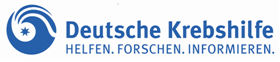 Deutsche Krebshilfe
HELFEN. FORSCHEN. INFORMIEREN.